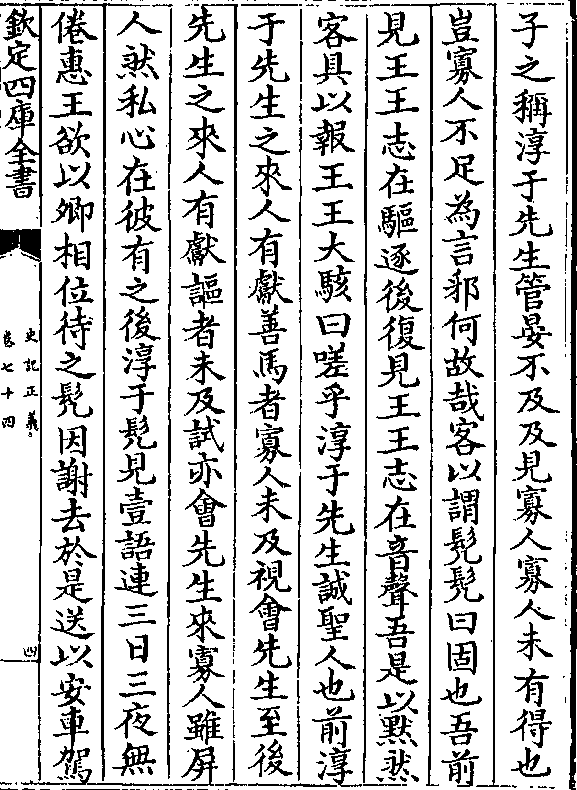 子之稱淳于先生管晏不及及見寡人寡人未有得也
豈寡人不足為言邪何故哉客以謂髠髠曰固也吾前
見王王志在驅逐後復見王王志在音聲吾是以黙然
客具以報王王大駭曰嗟乎淳于先生誠聖人也前淳
于先生之來人有獻善馬者寡人未及視會先生至後
先生之來人有獻謳者未及試亦會先生來寡人雖屏
人然私心在彼有之後淳于髠見壹語連三日三夜無
倦惠王欲以卿相位待之髠因謝去於是送以安車駕
欽定四庫全書
史記正義
卷七十四
四